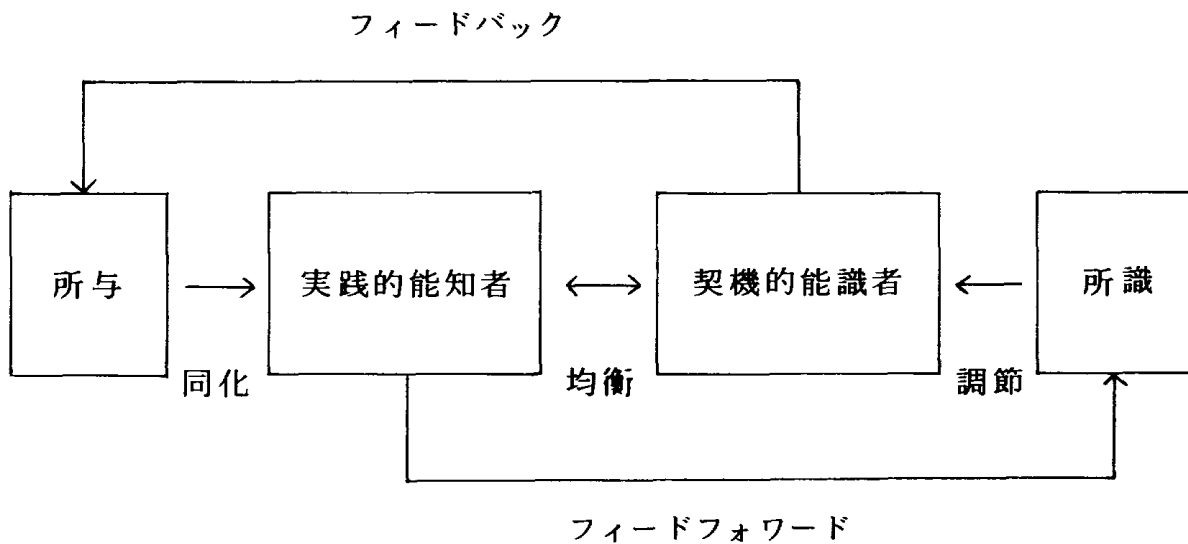 フィードバック
所与
実践的能知者
契機的能識者
所識
同化
均衡
調節
フィードフォワード